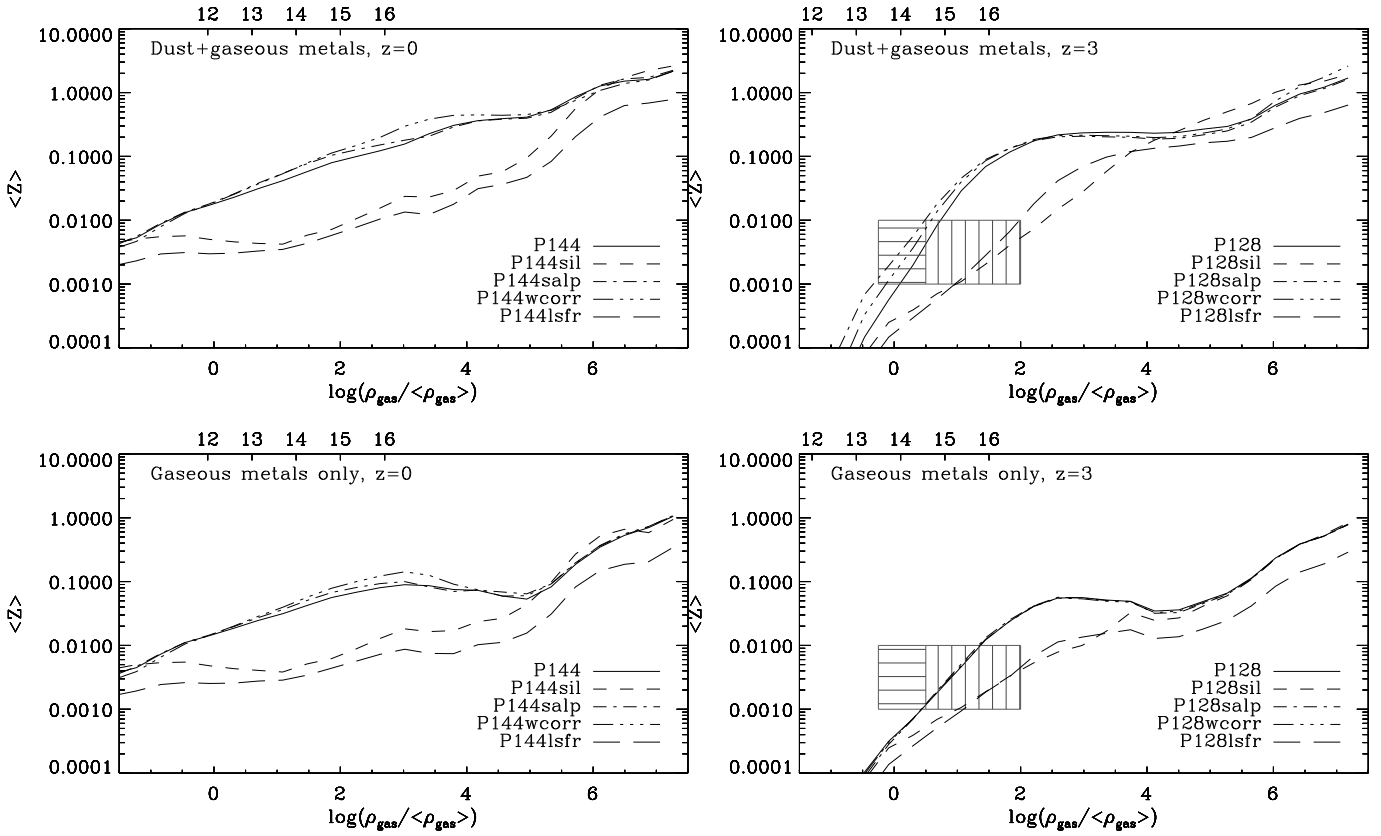 12 13 14 15 16
Dust+gaseous metals, z=0
10.0000
1.0000
0.1000
0.0100
0.0010
0.0001
<Z>
P144
P144sil
P144salp
P144wcorr
P144lsfr
0 2 4 6
log(ρgas/<ρgas>)
12 13 14 15 16
Dust+gaseous metals, z=3
10.0000
1.0000
0.1000
0.0100
0.0010
0.0001
<Z>
P128
P128sil
P128salp
P128wcorr
P128lsfr
0 2 4 6
log(ρgas/<ρgas>)
12 13 14 15 16
Gaseous metals only, z=0
10.0000
1.0000
0.1000
0.0100
0.0010
0.0001
<Z>
P144
P144sil
P144salp
P144wcorr
P144lsfr
0 2 4 6
log(ρgas/<ρgas>)
12 13 14 15 16
Gaseous metals only, z=3
10.0000
1.0000
0.1000
0.0100
0.0010
0.0001
<Z>
P128
P128sil
P128salp
P128wcorr
P128lsfr
0 2 4 6
log(ρgas/<ρgas>)